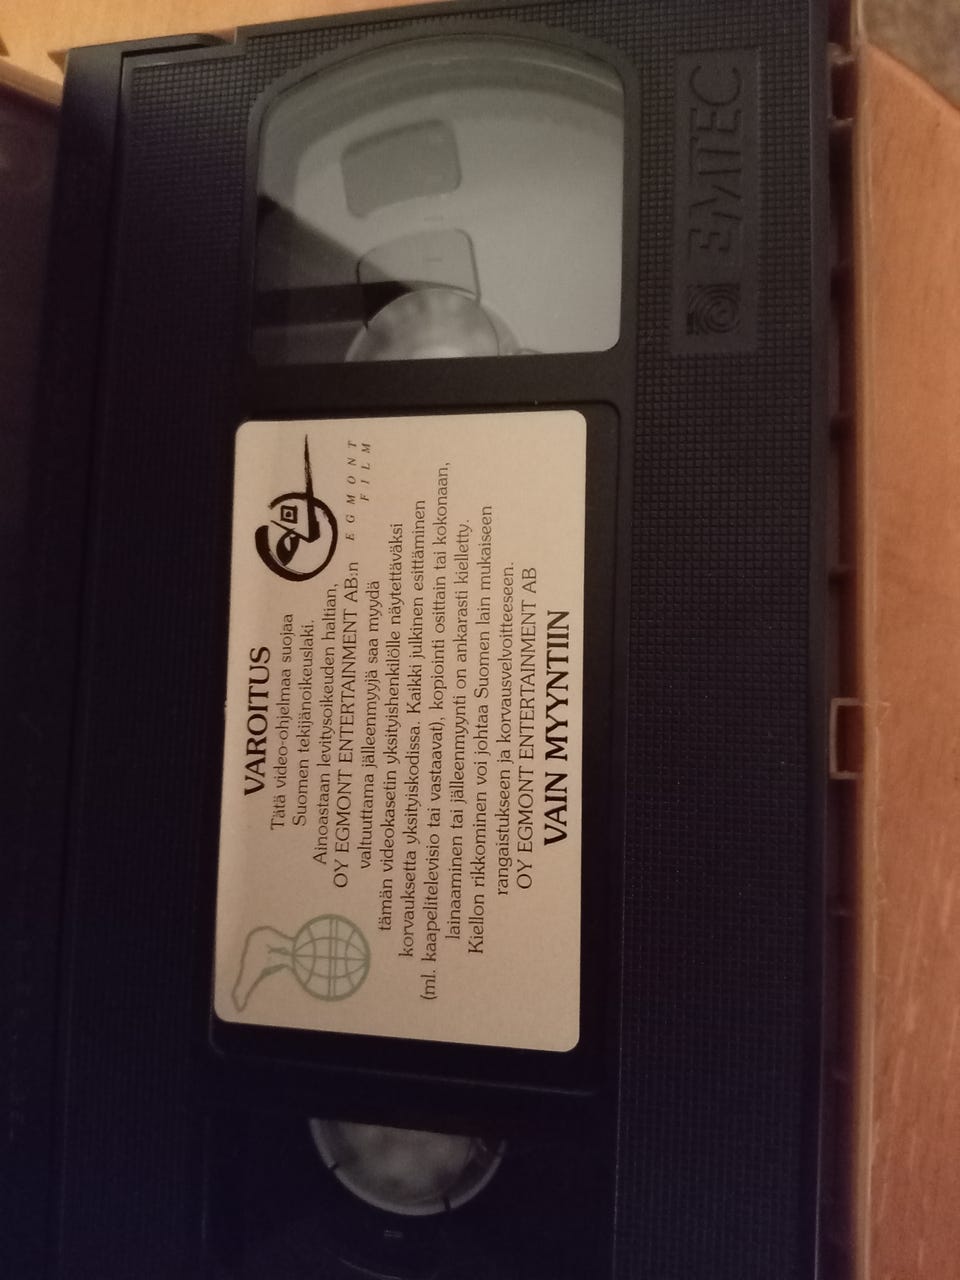 VAROITUS
Tätä video-ohjelmaa suojaa
Suomen tekijänoikeuslaki.
Ainoastaan levitysoikeuden haltian,
OY EGMONT ENTERTAINMENT AB:n
valtuuttama jälleenmyyjä saa myydä
tämän videokasetin yksityishenkilölle näytettäväksi
korvauksetta yksityiskodissa. Kaikki julkinen esittäminen
(ml. kaapelitelevisio tai vastaavat), kopiointi osittain tai kokonaan,
lainaaminen tai jälleenmyynti on ankarasti kielletty.
Kiellon rikkominen voi johtaa Suomen lain mukaiseen
rangaistukseen ja korvausvelvoitteeseen.
OY EGMONT ENTERTAINMENT AB
VAIN MYYNTIIN
EGMONT
FILM
EMTEC